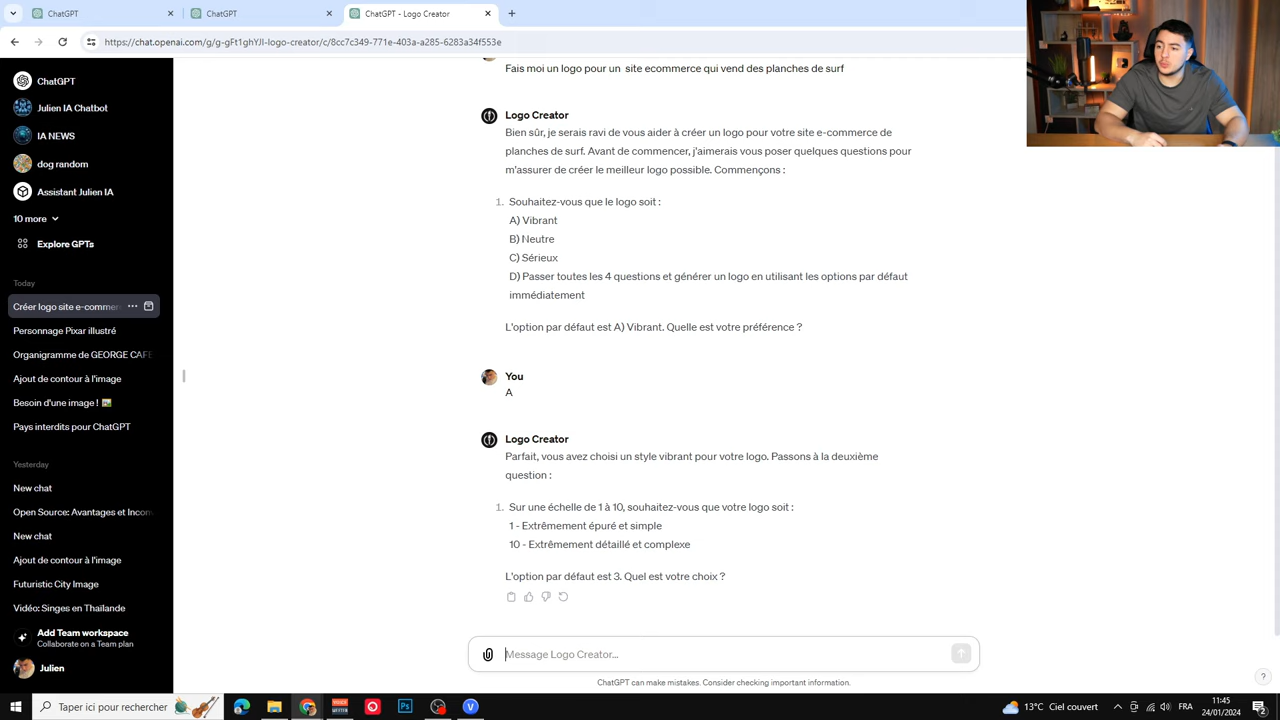 ChatGPT
ChatGPT
ChatGPT - Logo Creator
https://chat.openai.com/g/g-gFt1ghYJl-logo-creator/c/8cc7c349-771e-403a-a285-6283a34f553e
ChatGPT
Julien IA Chatbot
IA NEWS
dog random
Assistant Julien IA
10 more
Explore GPTs
Today
Créer logo site e-commer
Personnage Pixar illustré
Organigramme de GEORGE CAFE
Ajout de contour à l'image
Besoin d'une image !
Pays interdits pour ChatGPT
Yesterday
New chat
Open Source: Avantages et Incon
New chat
Ajout de contour à l'image
Futuristic City Image
Vidéo: Singes en Thaïlande
Add Team workspace
Collaborate on a Team plan
Julien
Fais moi un logo pour un site ecommerce qui vend des planches de surf
Logo Creator
Bien sûr, je serais ravi de vous aider à créer un logo pour votre site e-commerce de
planches de surf. Avant de commencer, j'aimerais vous poser quelques questions pour
m'assurer de créer le meilleur logo possible. Commençons :
1. Souhaitez-vous que le logo soit :
A) Vibrant
B) Neutre
C) Sérieux
D) Passer toutes les 4 questions et générer un logo en utilisant les options par défaut
immédiatement
L'option par défaut est A) Vibrant. Quelle est votre préférence ?
You
A
Logo Creator
Parfait, vous avez choisi un style vibrant pour votre logo. Passons à la deuxième
question :
1. Sur une échelle de 1 à 10, souhaitez-vous que votre logo soit :
1 - Extrêmement épuré et simple
10 - Extrêmement détaillé et complexe
L'option par défaut est 3. Quel est votre choix ?
Message Logo Creator...
ChatGPT can make mistakes. Consider checking important information.
?
Taper ici pour rechercher
Ps
V
13°C Ciel couvert
FRA
11:45
24/01/2024
2